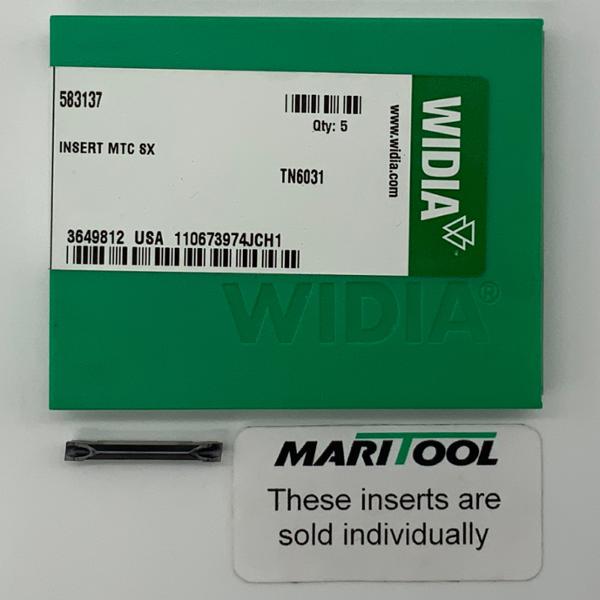 583137
Qty: 5
INSERT MTC SX
TN6031
3649812 USA 110673974JCH1
www.widia.com
WIDIA
WIDIA®
MARITOOL
These inserts are
sold individually